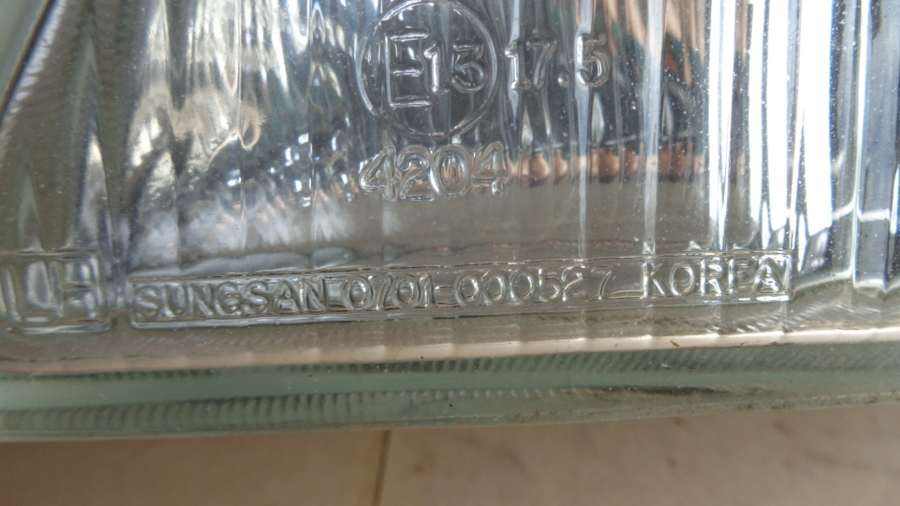 E13 17.5
4204
LH
SUNGSAN 0701-000527 KOREA